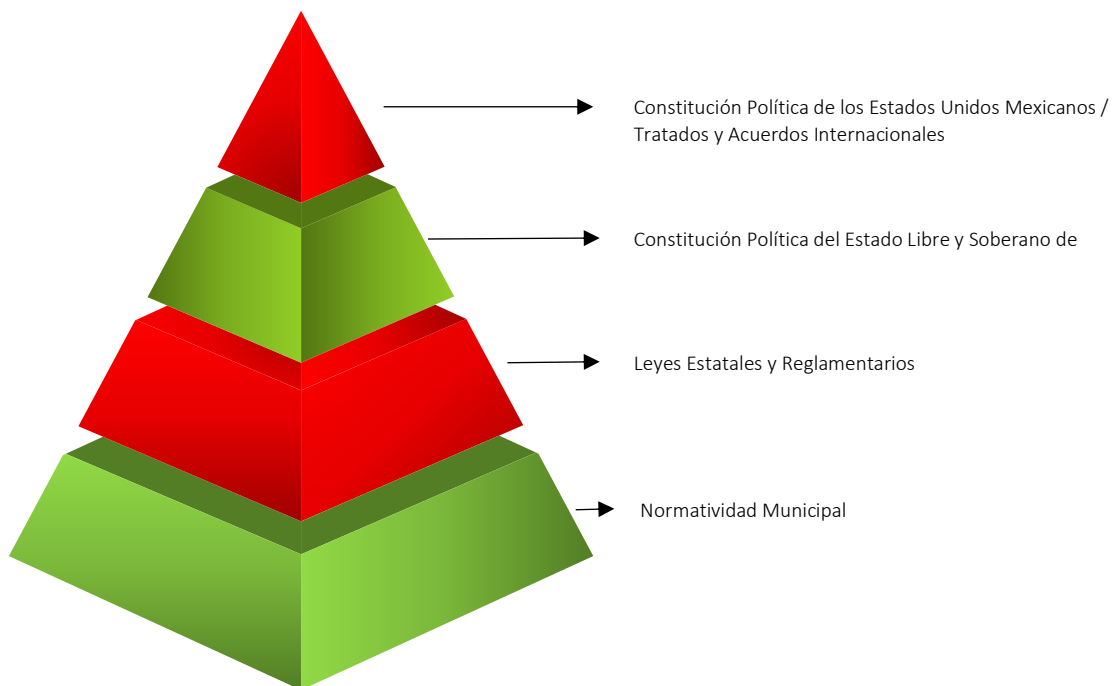 Constitución Política de los Estados Unidos Mexicanos /
Tratados y Acuerdos Internacionales
Constitución Política del Estado Libre y Soberano de
Leyes Estatales y Reglamentarios
Normatividad Municipal